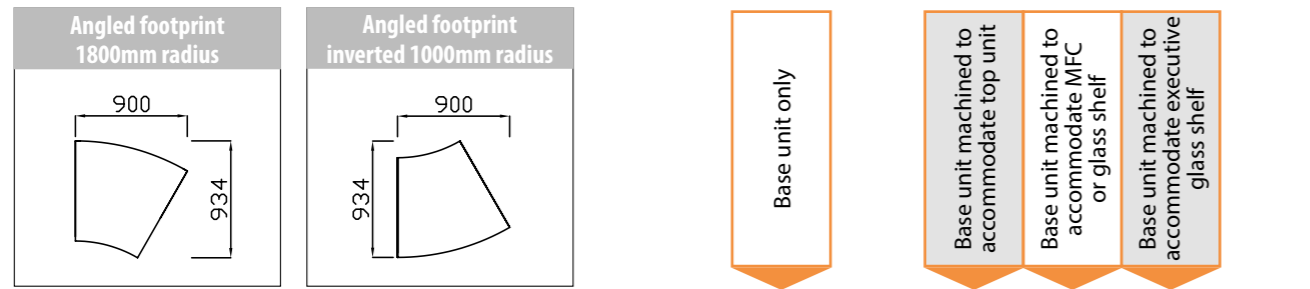 Angled footprint
1800mm radius
900
934
Angled footprint
inverted 1000mm radius
900
934
Base unit only
Base unit machined to
accommodate top unit
Base unit machined to
accommodate MFC
or glass shelf
Base unit machined to
accommodate executive
glass shelf